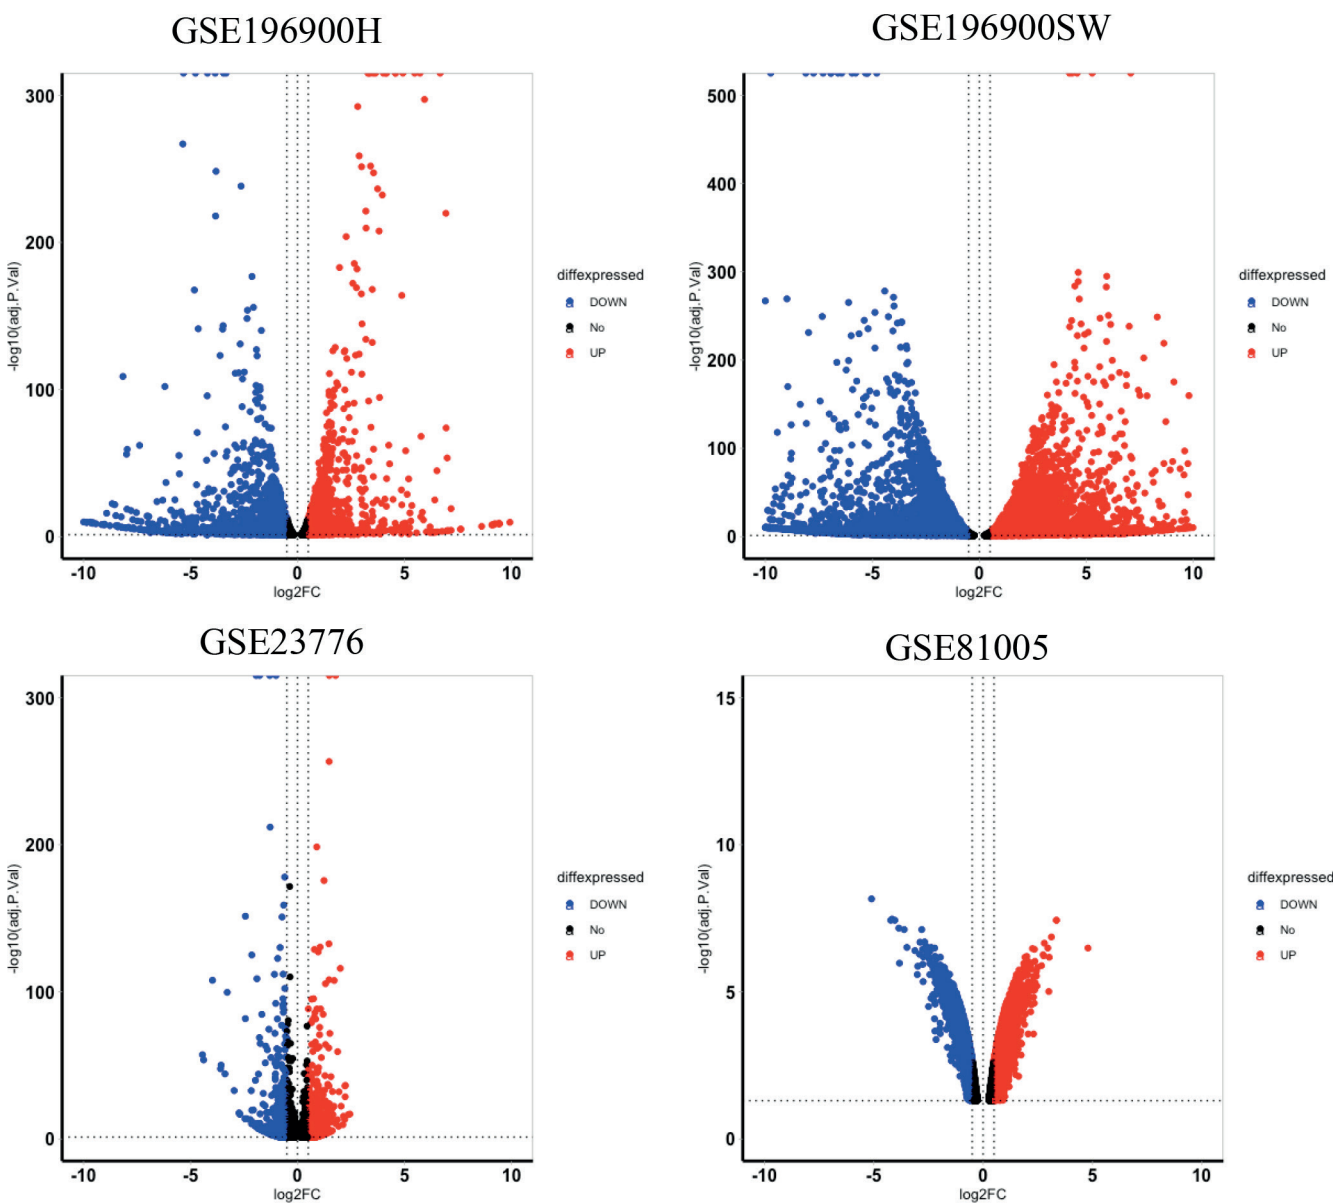 GSE196900H
300
200
100
0
-10 -5 0 5 10
log2FC
-log10(adj.P.Val)
diffexpressed
DOWN
No
UP
GSE196900SW
500
400
300
200
100
0
-10 -5 0 5 10
log2FC
-log10(adj.P.Val)
diffexpressed
DOWN
No
UP
GSE23776
300
200
100
0
-10 -5 0 5 10
log2FC
-log10(adj.P.Val)
diffexpressed
DOWN
No
UP
GSE81005
15
10
5
0
-10 -5 0 5 10
log2FC
-log10(adj.P.Val)
diffexpressed
DOWN
No
UP